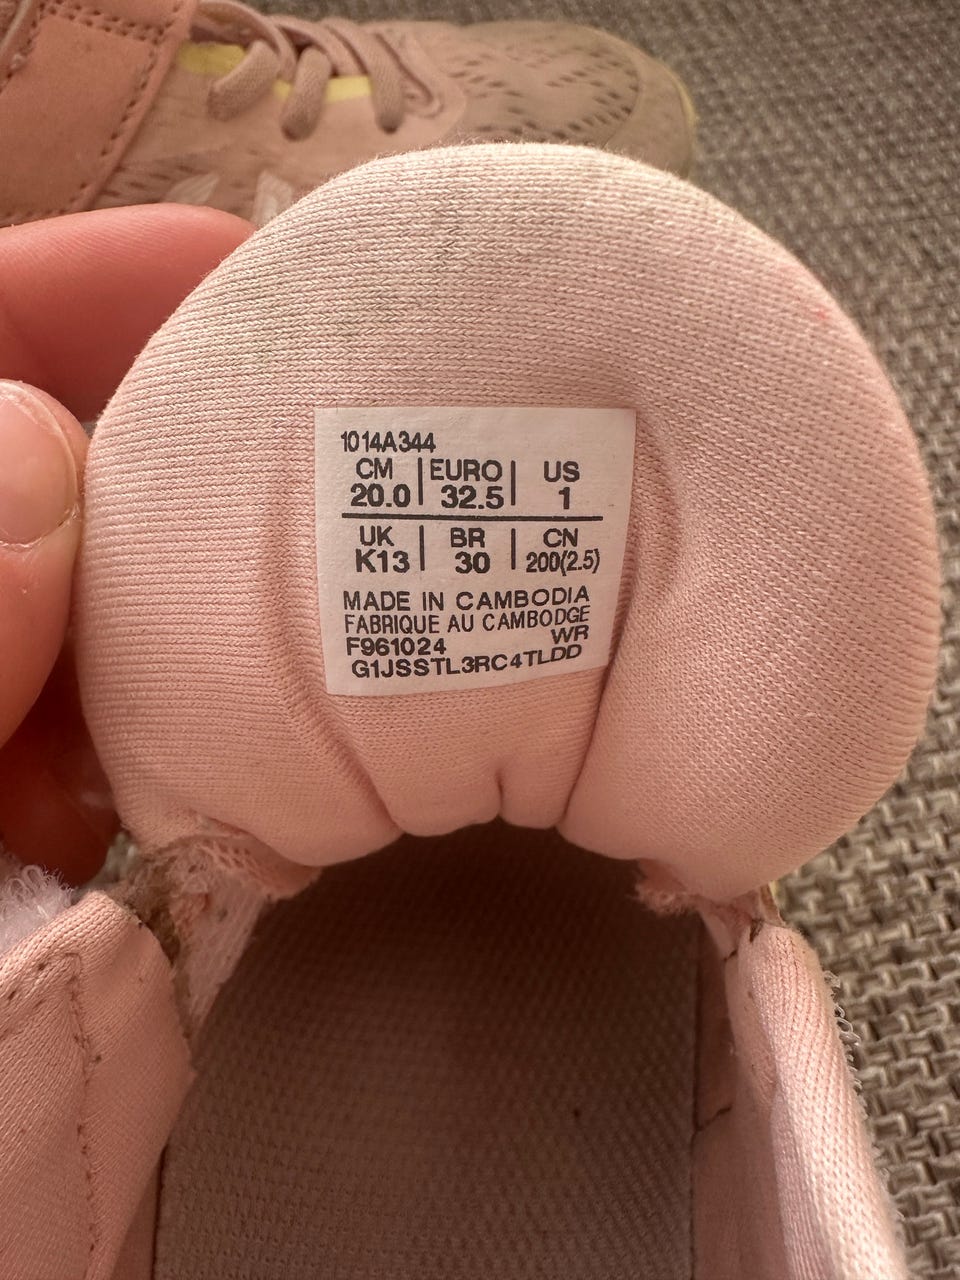 1014A344
CM | EURO | US
20.0 | 32.5 | 1
UK | BR | CN
K13 | 30 | 200(2.5)
MADE IN CAMBODIA
FABRIQUE AU CAMBODGE
F961024 WR
G1JSSTL3RC4TLDD